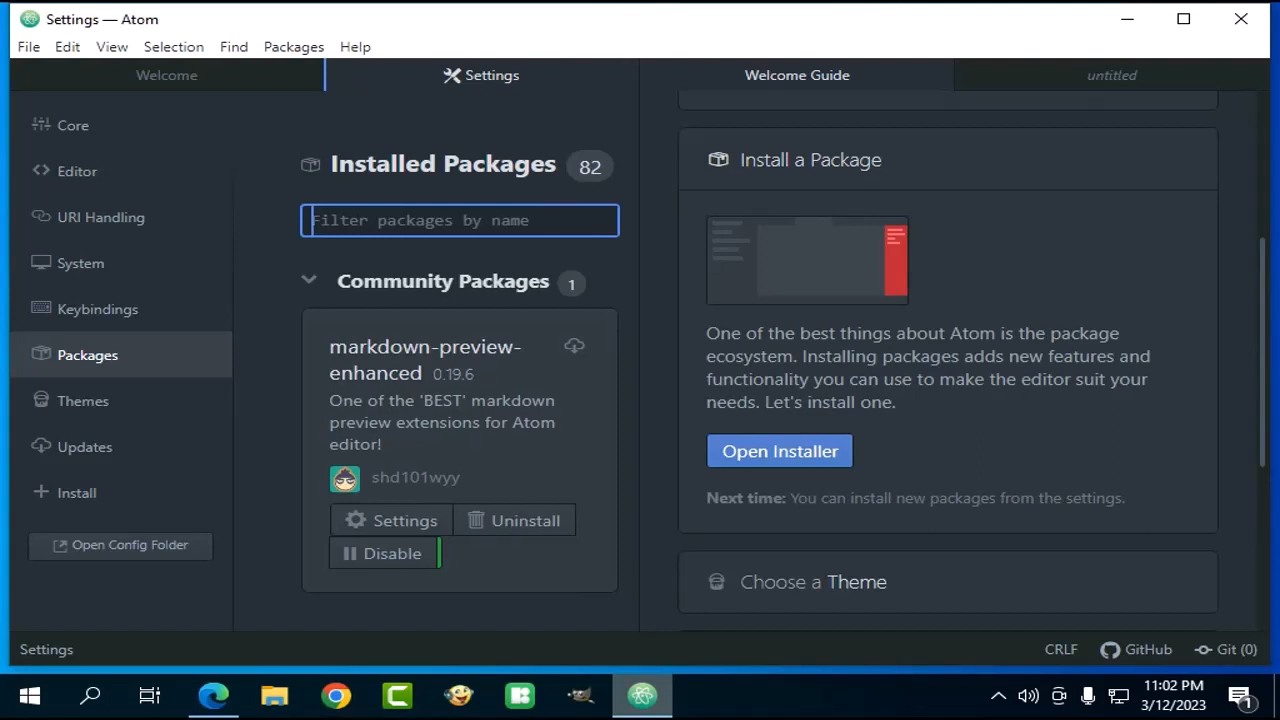 Settings — Atom
File Edit View Selection Find Packages Help
Welcome
Settings
Welcome Guide
untitled
Core
Editor
URI Handling
System
Keybindings
Packages
Themes
Updates
Install
Open Config Folder
Installed Packages 82
Filter packages by name
Community Packages 1
markdown-preview-
enhanced 0.19.6
One of the 'BEST' markdown
preview extensions for Atom
editor!
shd101wyy
Settings Uninstall
Disable
Install a Package
One of the best things about Atom is the package
ecosystem. Installing packages adds new features and
functionality you can use to make the editor suit your
needs. Let's install one.
Open Installer
Next time: You can install new packages from the settings.
Choose a Theme
Settings
CRLF GitHub Git (0)
11:02 PM
3/12/2023
1